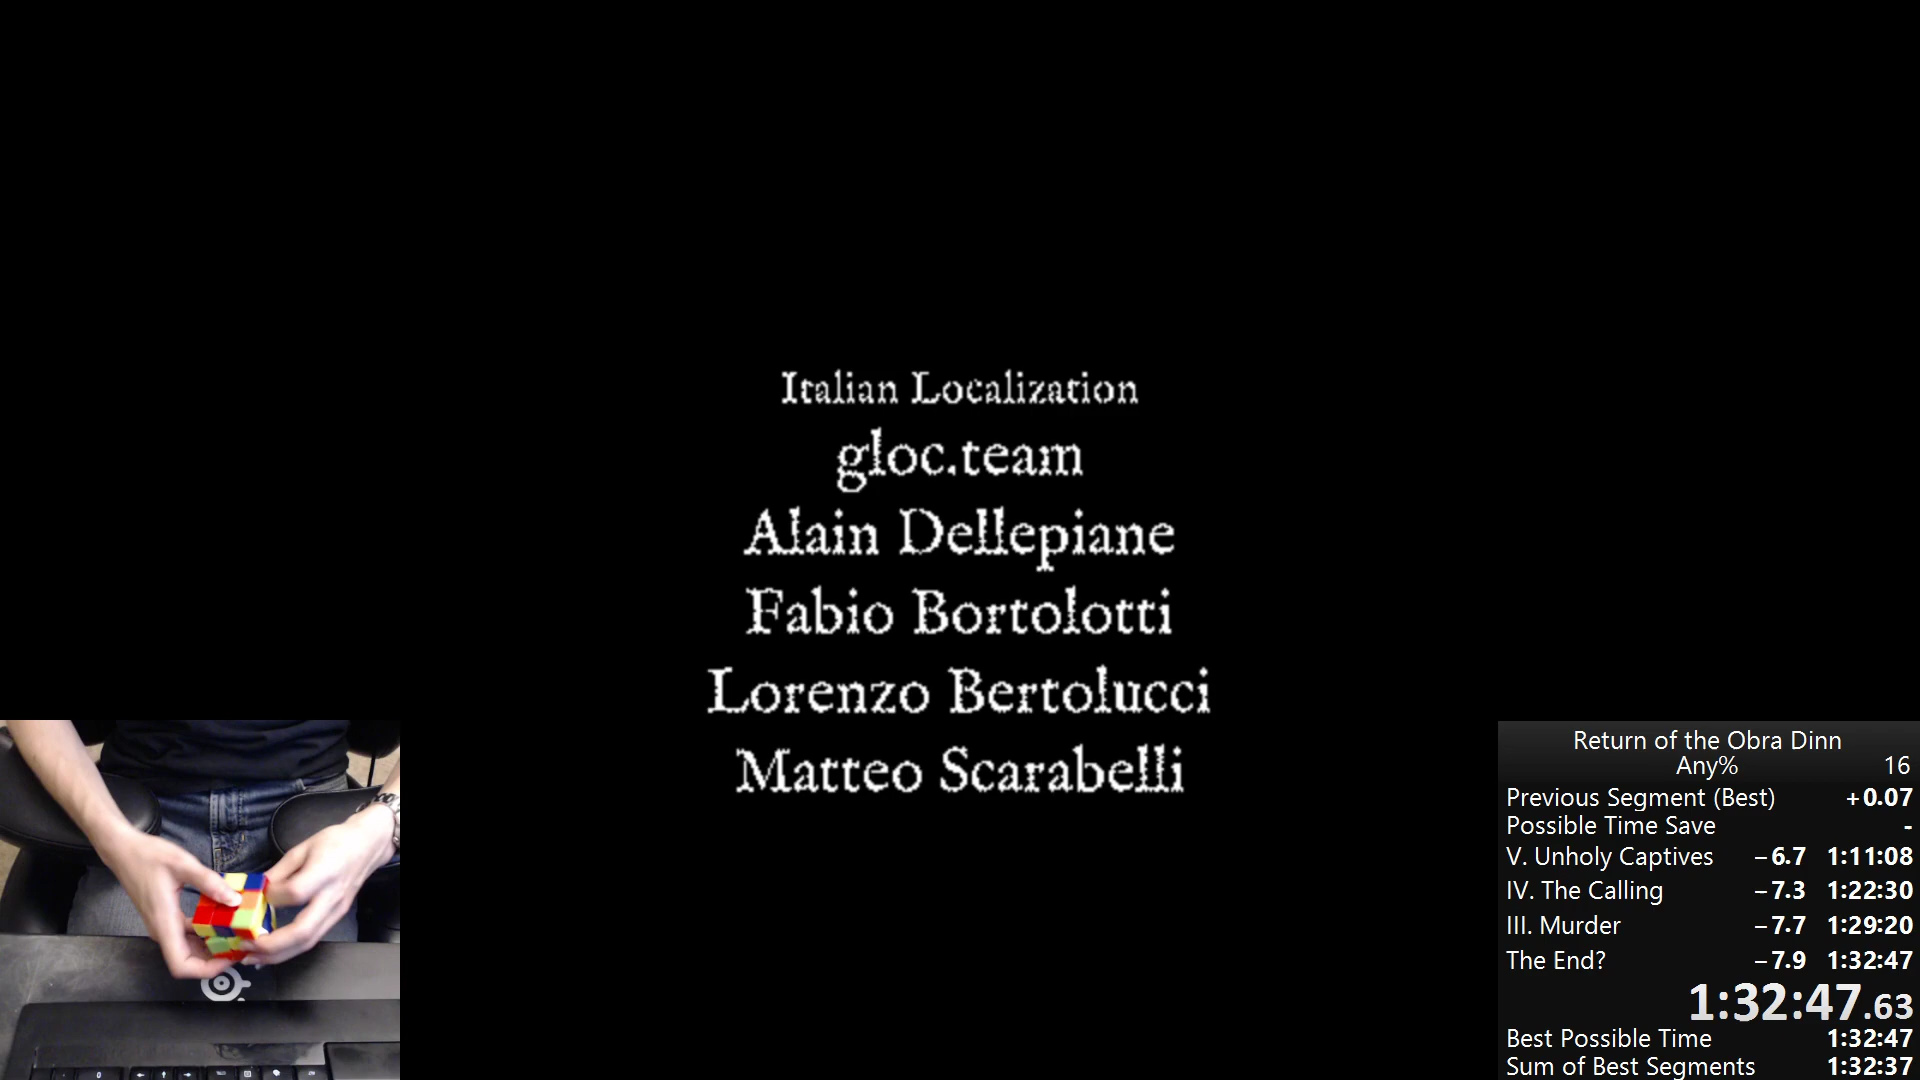 Italian Localization
gloc.team
Alain Dellepiane
Fabio Bortolotti
Lorenzo Bertolucci
Matteo Scarabelli
Return of the Obra Dinn
Any% 16
Previous Segment (Best) +0.07
Possible Time Save -
V. Unholy Captives −6.7 1:11:08
IV. The Calling −7.3 1:22:30
III. Murder −7.7 1:29:20
The End? −7.9 1:32:47
1:32:47.63
Best Possible Time 1:32:47
Sum of Best Segments 1:32:37